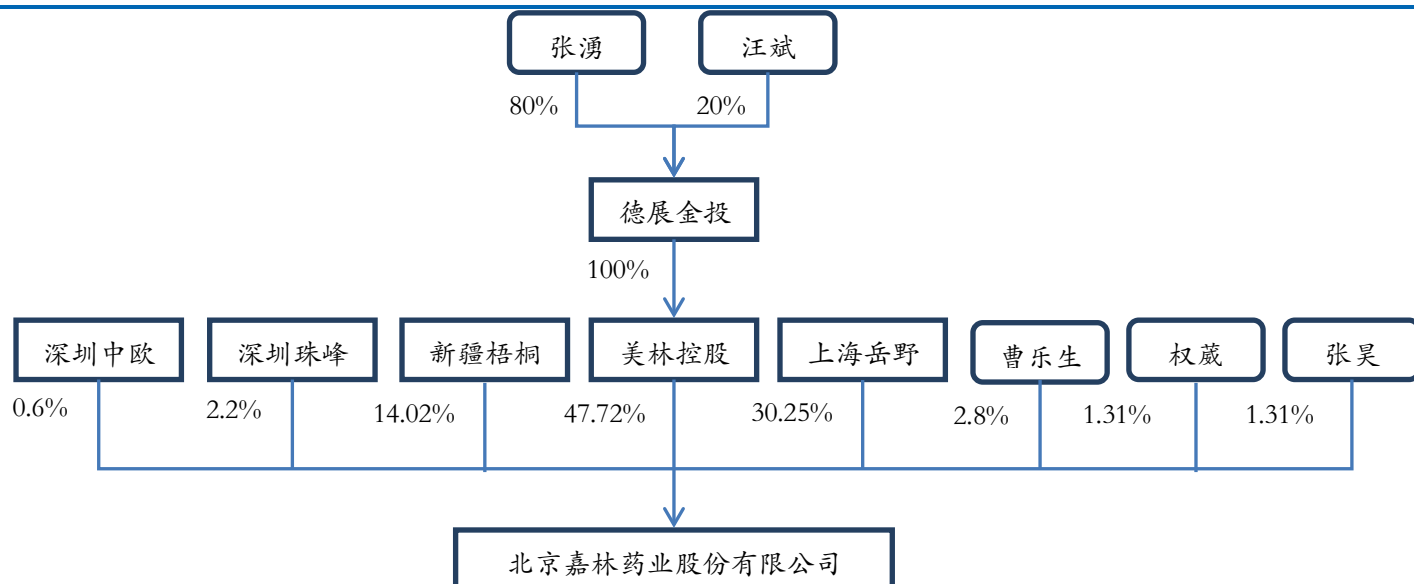 张湧 汪斌
80% 20%
德展金投
100%
深圳中欧 深圳珠峰 新疆梧桐 美林控股 上海岳野 曹乐生 权葳 张昊
0.6% 2.2% 14.02% 47.72% 30.25% 2.8% 1.31% 1.31%
北京嘉林药业股份有限公司